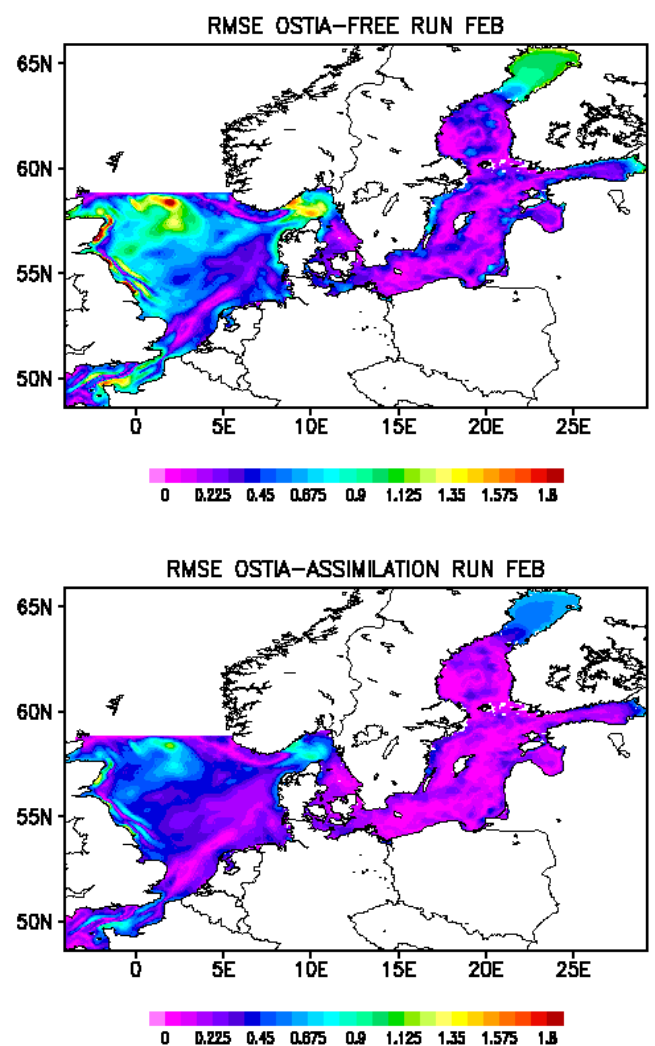 RMSE OSTIA-FREE RUN FEB
65N
60N
55N
50N
0 5E 10E 15E 20E 25E
0 0.225 0.45 0.675 0.9 1.125 1.35 1.575 1.8
RMSE OSTIA-ASSIMILATION RUN FEB
65N
60N
55N
50N
0 5E 10E 15E 20E 25E
0 0.225 0.45 0.675 0.9 1.125 1.35 1.575 1.8